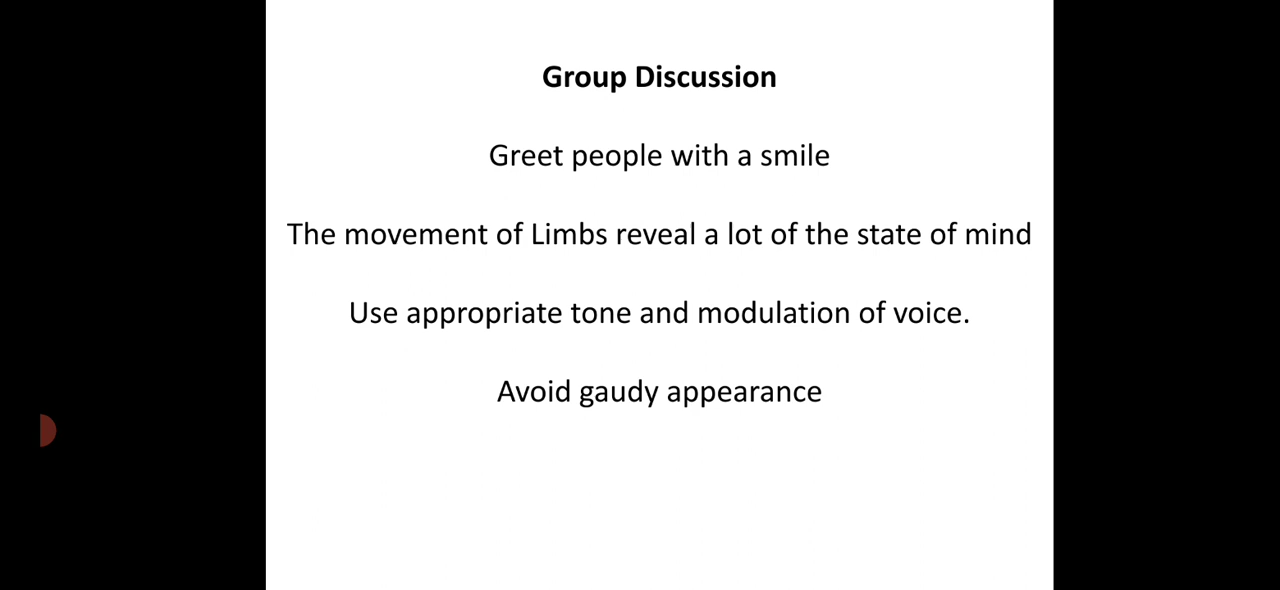 Group Discussion
Greet people with a smile
The movement of Limbs reveal a lot of the state of mind
Use appropriate tone and modulation of voice.
Avoid gaudy appearance